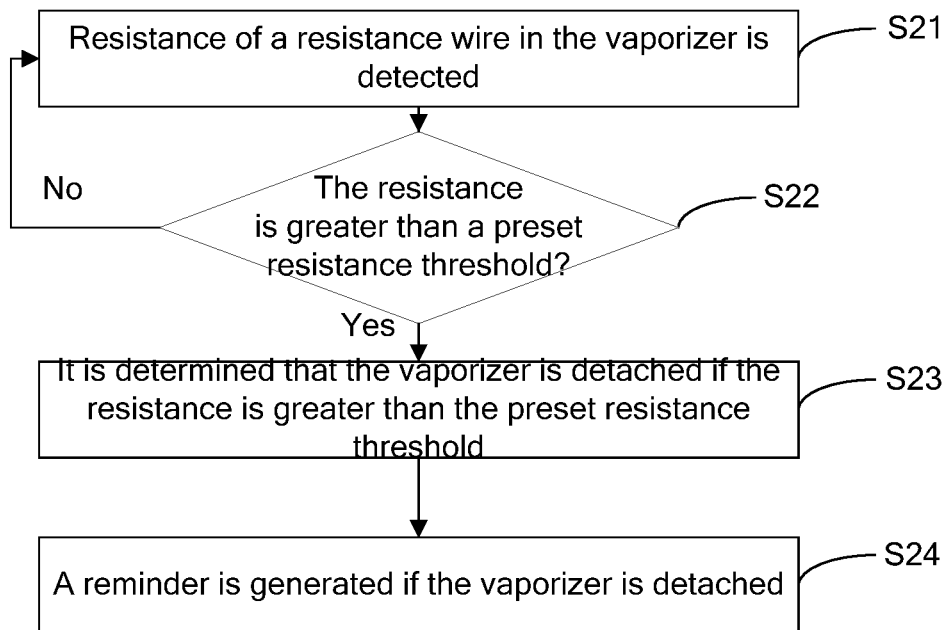 Resistance of a resistance wire in the vaporizer is
detected
S21
No
The resistance
is greater than a preset
resistance threshold?
S22
Yes
It is determined that the vaporizer is detached if the
resistance is greater than the preset resistance
threshold
S23
A reminder is generated if the vaporizer is detached
S24